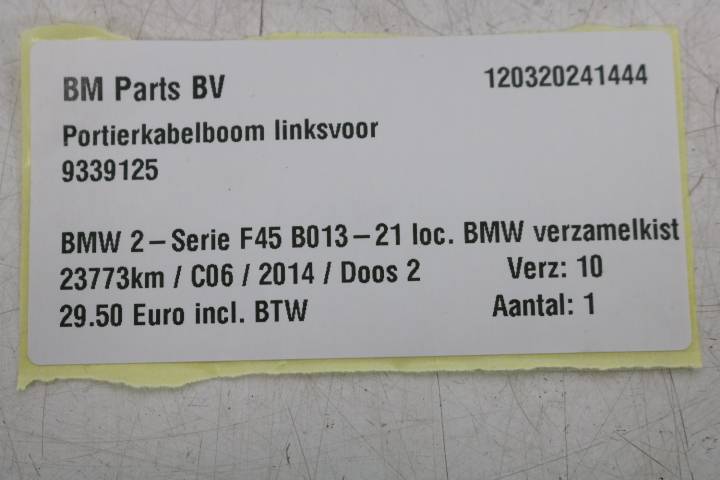 BM Parts BV 120320241444
Portierkabelboom linksvoor
9339125
BMW 2-Serie F45 B013-21 loc. BMW verzamelkist
23773km / C06 / 2014 / Doos 2 Verz: 10
29.50 Euro incl. BTW Aantal: 1